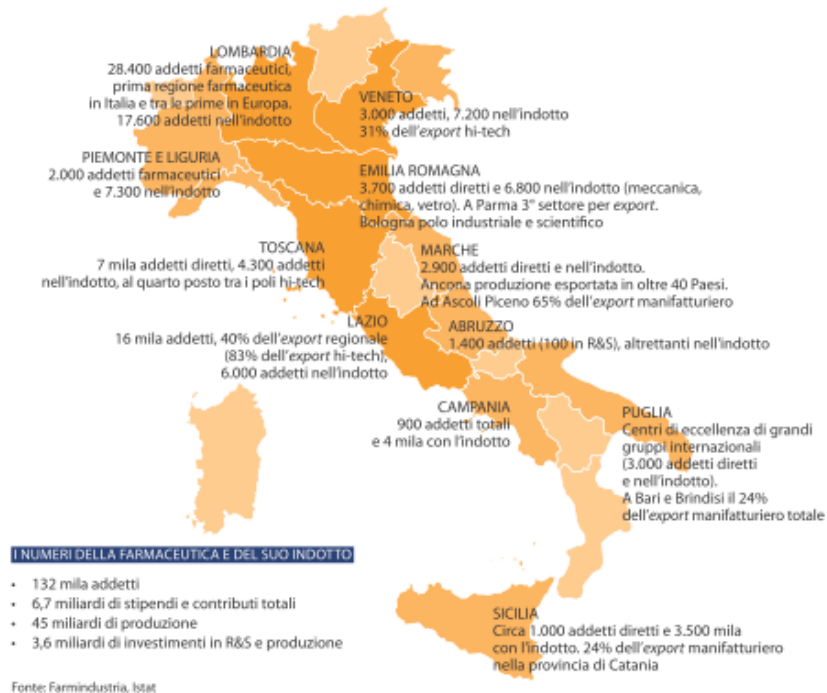 LOMBARDIA
28.400 addetti farmaceutici,
prima regione farmaceutica
in Italia e tra le prime in Europa.
17.600 addetti nell'indotto
VENETO
3.000 addetti, 7.200 nell'indotto
31% dell'export hi-tech
PIEMONTE E LIGURIA
2.000 addetti farmaceutici
e 7.300 nell'indotto
EMILIA ROMAGNA
3.700 addetti diretti e 6.800 nell'indotto (meccanica,
chimica, vetro). A Parma 3° settore per export.
Bologna polo industriale e scientifico
TOSCANA
7 mila addetti diretti, 4.300 addetti
nell'indotto, al quarto posto tra i poli hi-tech
MARCHE
2.900 addetti diretti e nell'indotto.
Ancona produzione esportata in oltre 40 Paesi.
Ad Ascoli Piceno 65% dell'export manifatturiero
LAZIO
16 mila addetti, 40% dell'export regionale
(83% dell'export hi-tech),
6.000 addetti nell'indotto
ABRUZZO
1.400 addetti (100 in R&S), altrettanti nell'indotto
CAMPANIA
900 addetti totali
e 4 mila con l'indotto
PUGLIA
Centri di eccellenza di grandi
gruppi internazionali
(3.000 addetti diretti
e nell'indotto).
A Bari e Brindisi il 24%
dell'export manifatturiero totale
I NUMERI DELLA FARMACEUTICA E DEL SUO INDOTTO
• 132 mila addetti
• 6,7 miliardi di stipendi e contributi totali
• 45 miliardi di produzione
• 3,6 miliardi di investimenti in R&S e produzione
SICILIA
Circa 1.000 addetti diretti e 3.500 mila
con l'indotto. 24% dell'export manifatturiero
nella provincia di Catania
Fonte: Farmindustria, Istat